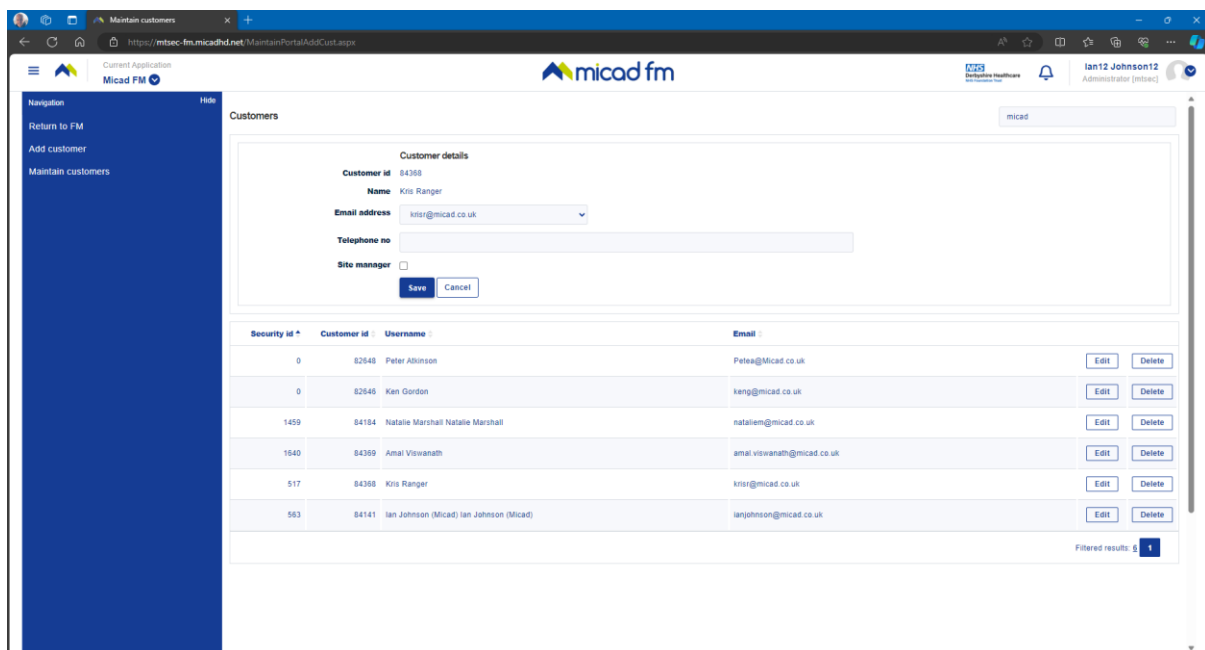 Maintain customers
https://mtsec-fm.micadhd.net/MaintainPortalAddCust.aspx
Current Application
Micad FM
micad fm
NHS
Derbyshire Healthcare
NHS Foundation Trust
Ian12 Johnson12
Administrator [mtsec]
Navigation Hide
Return to FM
Add customer
Maintain customers
Customers
micad
Customer details
Customer id 84368
Name Kris Ranger
Email address krisr@micad.co.uk
Telephone no
Site manager
Save Cancel
Security id Customer id Username Email
0 82648 Peter Atkinson Petea@Micad.co.uk Edit Delete
0 82646 Ken Gordon keng@micad.co.uk Edit Delete
1459 84184 Natalie Marshall Natalie Marshall nataliem@micad.co.uk Edit Delete
1640 84369 Amal Viswanath amal.viswanath@micad.co.uk Edit Delete
517 84368 Kris Ranger krisr@micad.co.uk Edit Delete
563 84141 Ian Johnson (Micad) Ian Johnson (Micad) ianjohnson@micad.co.uk Edit Delete
Filtered results: 6 1